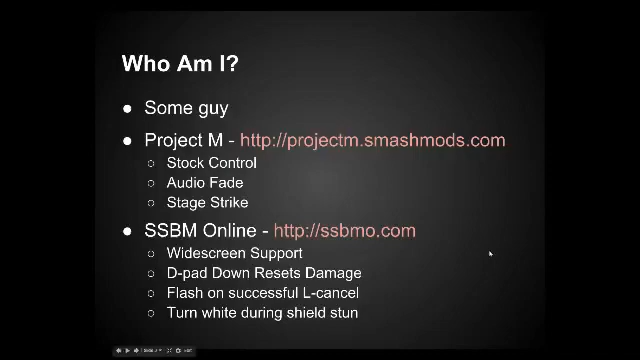 Who Am I?
● Some guy
● Project M - http://projectm.smashmods.com
○ Stock Control
○ Audio Fade
○ Stage Strike
● SSBM Online - http://ssbmo.com
○ Widescreen Support
○ D-pad Down Resets Damage
○ Flash on successful L-cancel
○ Turn white during shield stun